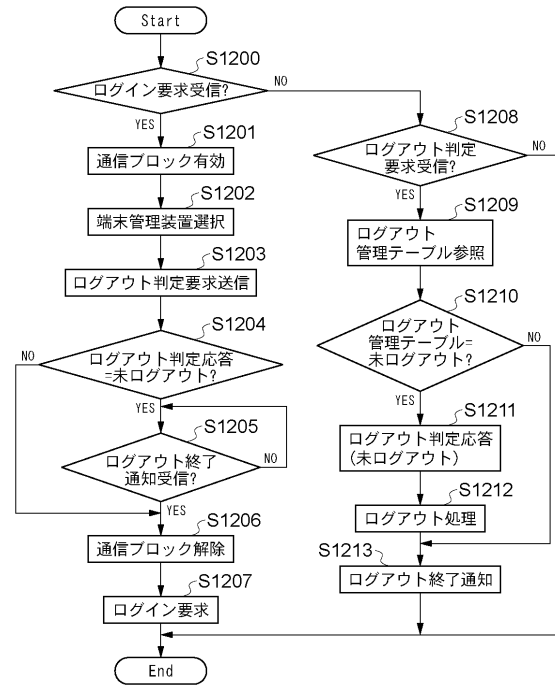 Start
S1200
ログイン要求受信?
NO
YES
S1201
通信ブロック有効
S1202
端末管理装置選択
S1203
ログアウト判定要求送信
S1204
NO
ログアウト判定応答
=未ログアウト?
YES
S1205
ログアウト終了
通知受信?
NO
YES
S1206
通信ブロック解除
S1207
ログイン要求
End
S1208
ログアウト判定
要求受信?
NO
YES
S1209
ログアウト
管理テーブル参照
S1210
ログアウト
管理テーブル=
未ログアウト?
NO
YES
S1211
ログアウト判定応答
(未ログアウト)
S1212
ログアウト処理
S1213
ログアウト終了通知